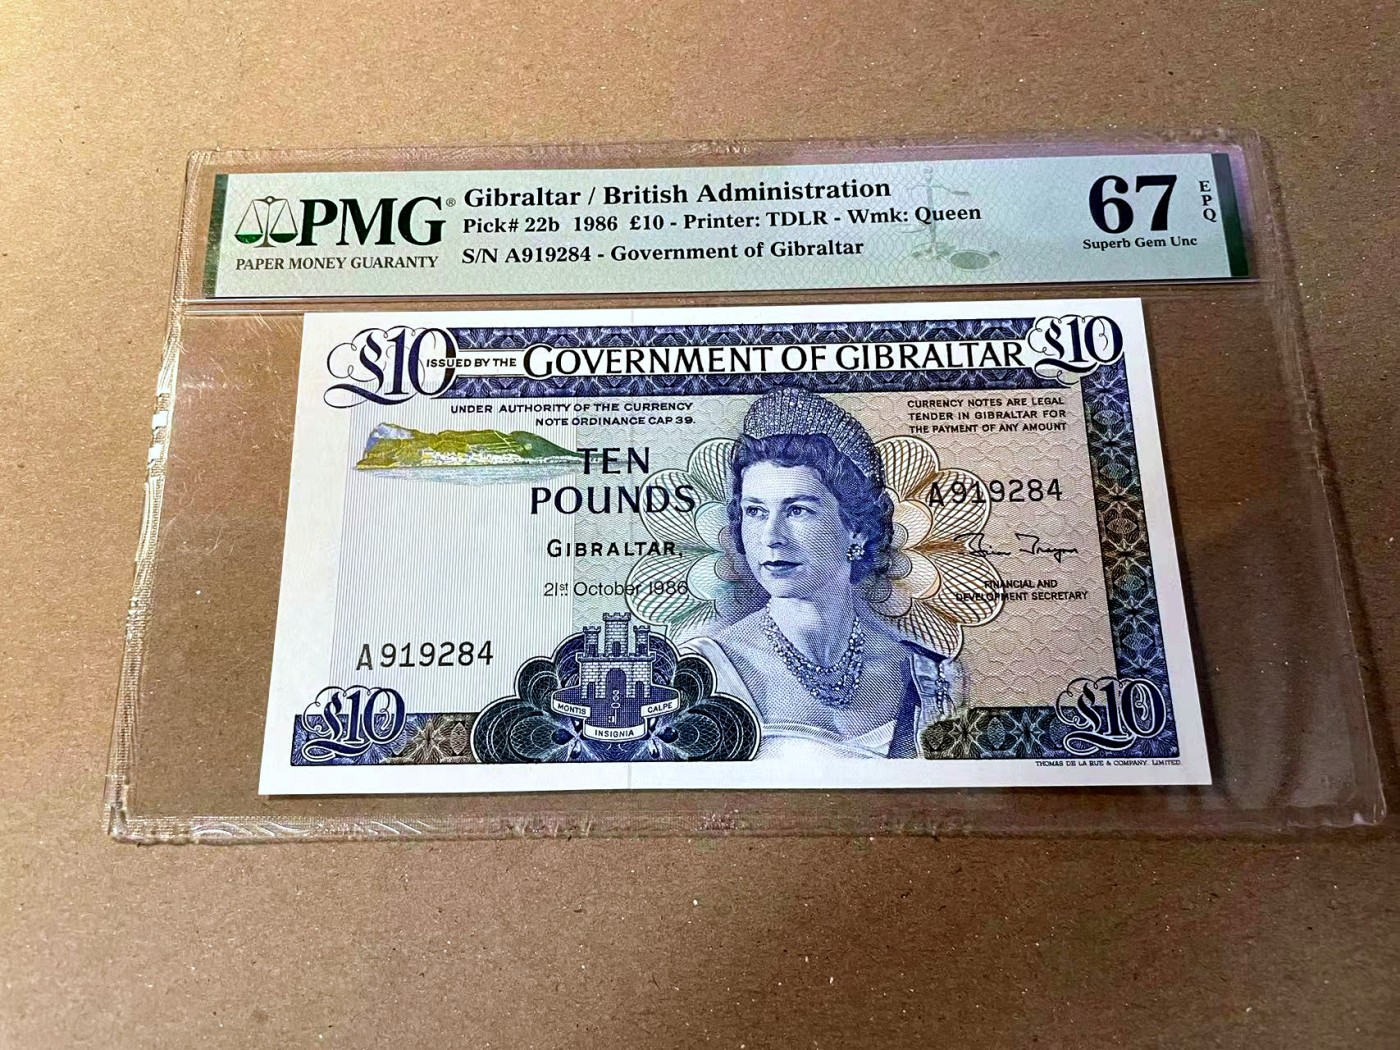 PMG®
PAPER MONEY GUARANTY
Gibraltar / British Administration
Pick# 22b 1986 £10 - Printer: TDLR - Wmk: Queen
S/N A919284 - Government of Gibraltar
67
EPQ
Superb Gem Unc
£10 ISSUED BY THE GOVERNMENT OF GIBRALTAR £10
UNDER AUTHORITY OF THE CURRENCY
NOTE ORDINANCE CAP 39.
CURRENCY NOTES ARE LEGAL
TENDER IN GIBRALTAR FOR
THE PAYMENT OF ANY AMOUNT
TEN
POUNDS
A919284
GIBRALTAR,
21st October 1986
FINANCIAL AND
DEVELOPMENT SECRETARY
A919284
MONTIS CALPE
INSIGNIA
£10 £10
THOMAS DE LA RUE & COMPANY, LIMITED.